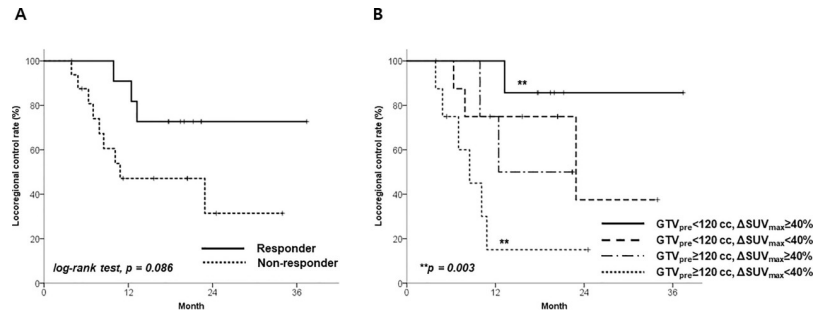 A
100
80
60
40
20
0
Locoregional control rate (%)
Responder
Non-responder
log-rank test, p = 0.086
0 12 24 36
Month
B
100
80
60
40
20
0
Locoregional control rate (%)
**
**
GTVpre<120 cc, ΔSUVmax≥40%
GTVpre<120 cc, ΔSUVmax<40%
GTVpre≥120 cc, ΔSUVmax≥40%
GTVpre≥120 cc, ΔSUVmax<40%
**p = 0.003
0 12 24 36
Month